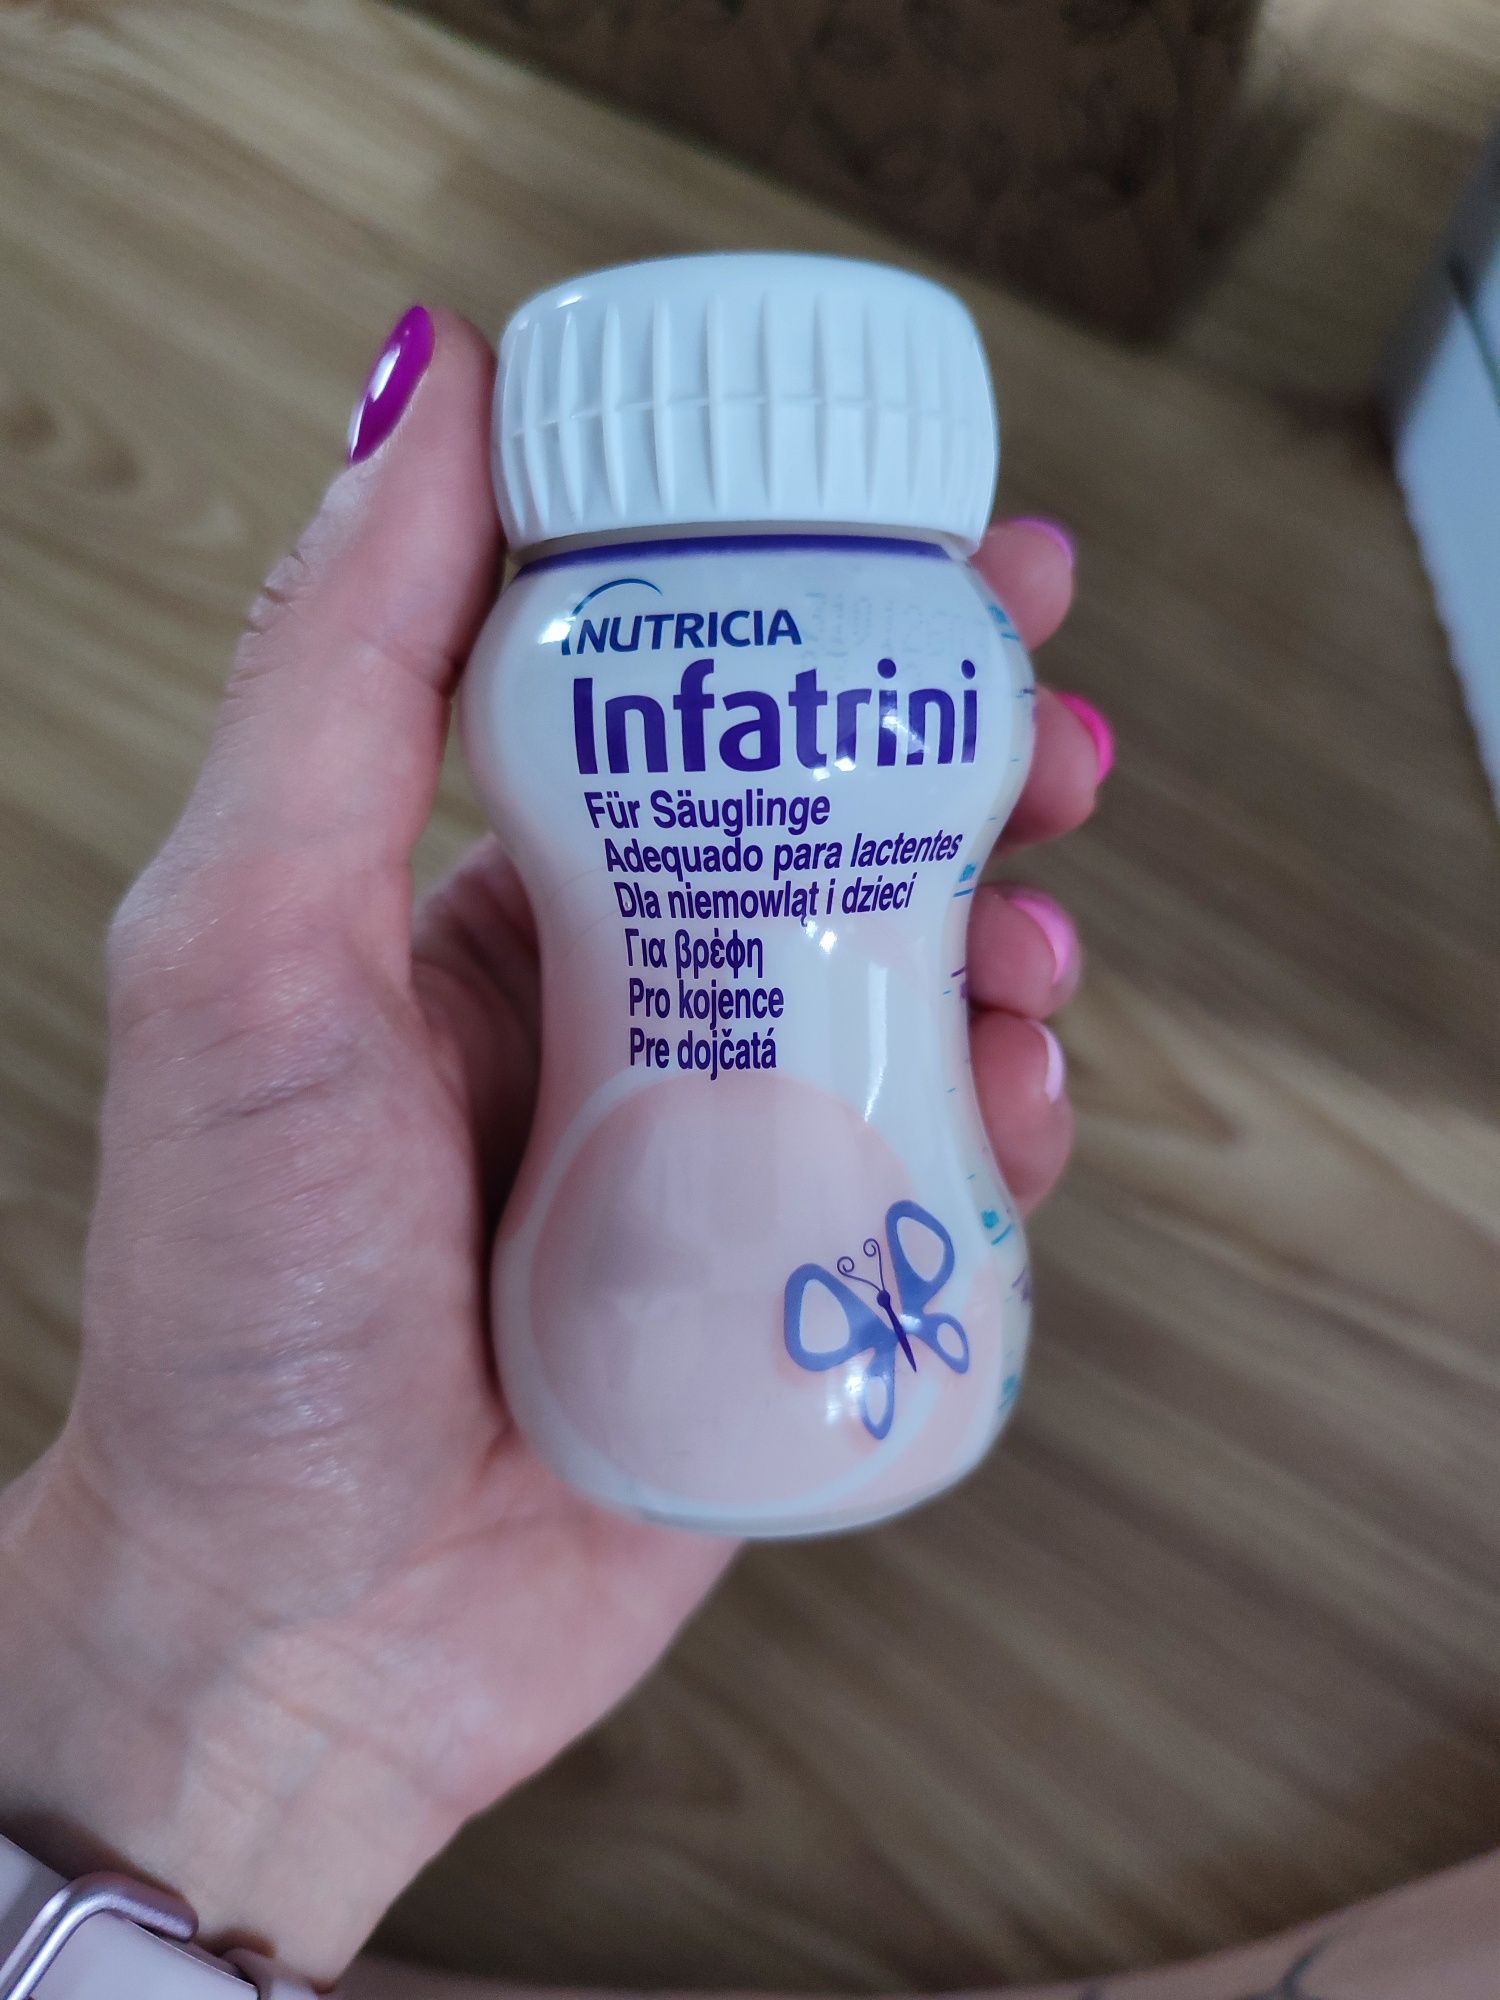 NUTRICIA
Infatrini
Für Säuglinge
Adequado para lactentes
Dla niemowląt i dzieci
Για βρέφη
Pro kojence
Pre dojčatá